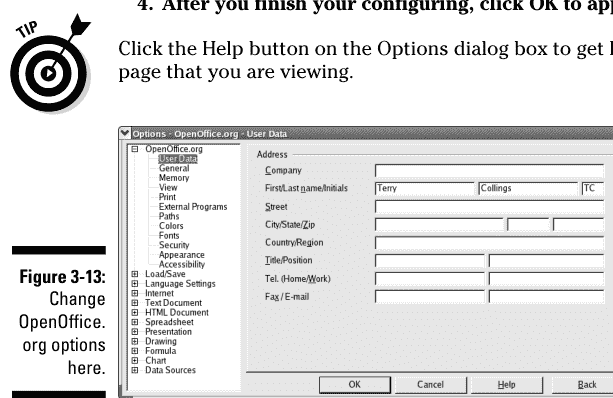 4. After you finish your configuring, click OK to
TIP
Click the Help button on the Options dialog box to get
page that you are viewing.
Options - OpenOffice.org - User Data
OpenOffice.org
User Data
General
Memory
View
Print
External Programs
Paths
Colors
Fonts
Security
Appearance
Accessibility
Load/Save
Language Settings
Internet
Text Document
HTML Document
Spreadsheet
Presentation
Drawing
Formula
Chart
Data Sources
Address
Company
First/Last name/Initials Terry Collings TC
Street
City/State/Zip
Country/Region
Title/Position
Tel. (Home/Work)
Fax / E-mail
OK Cancel Help Back
Figure 3-13:
Change
OpenOffice.
org options
here.